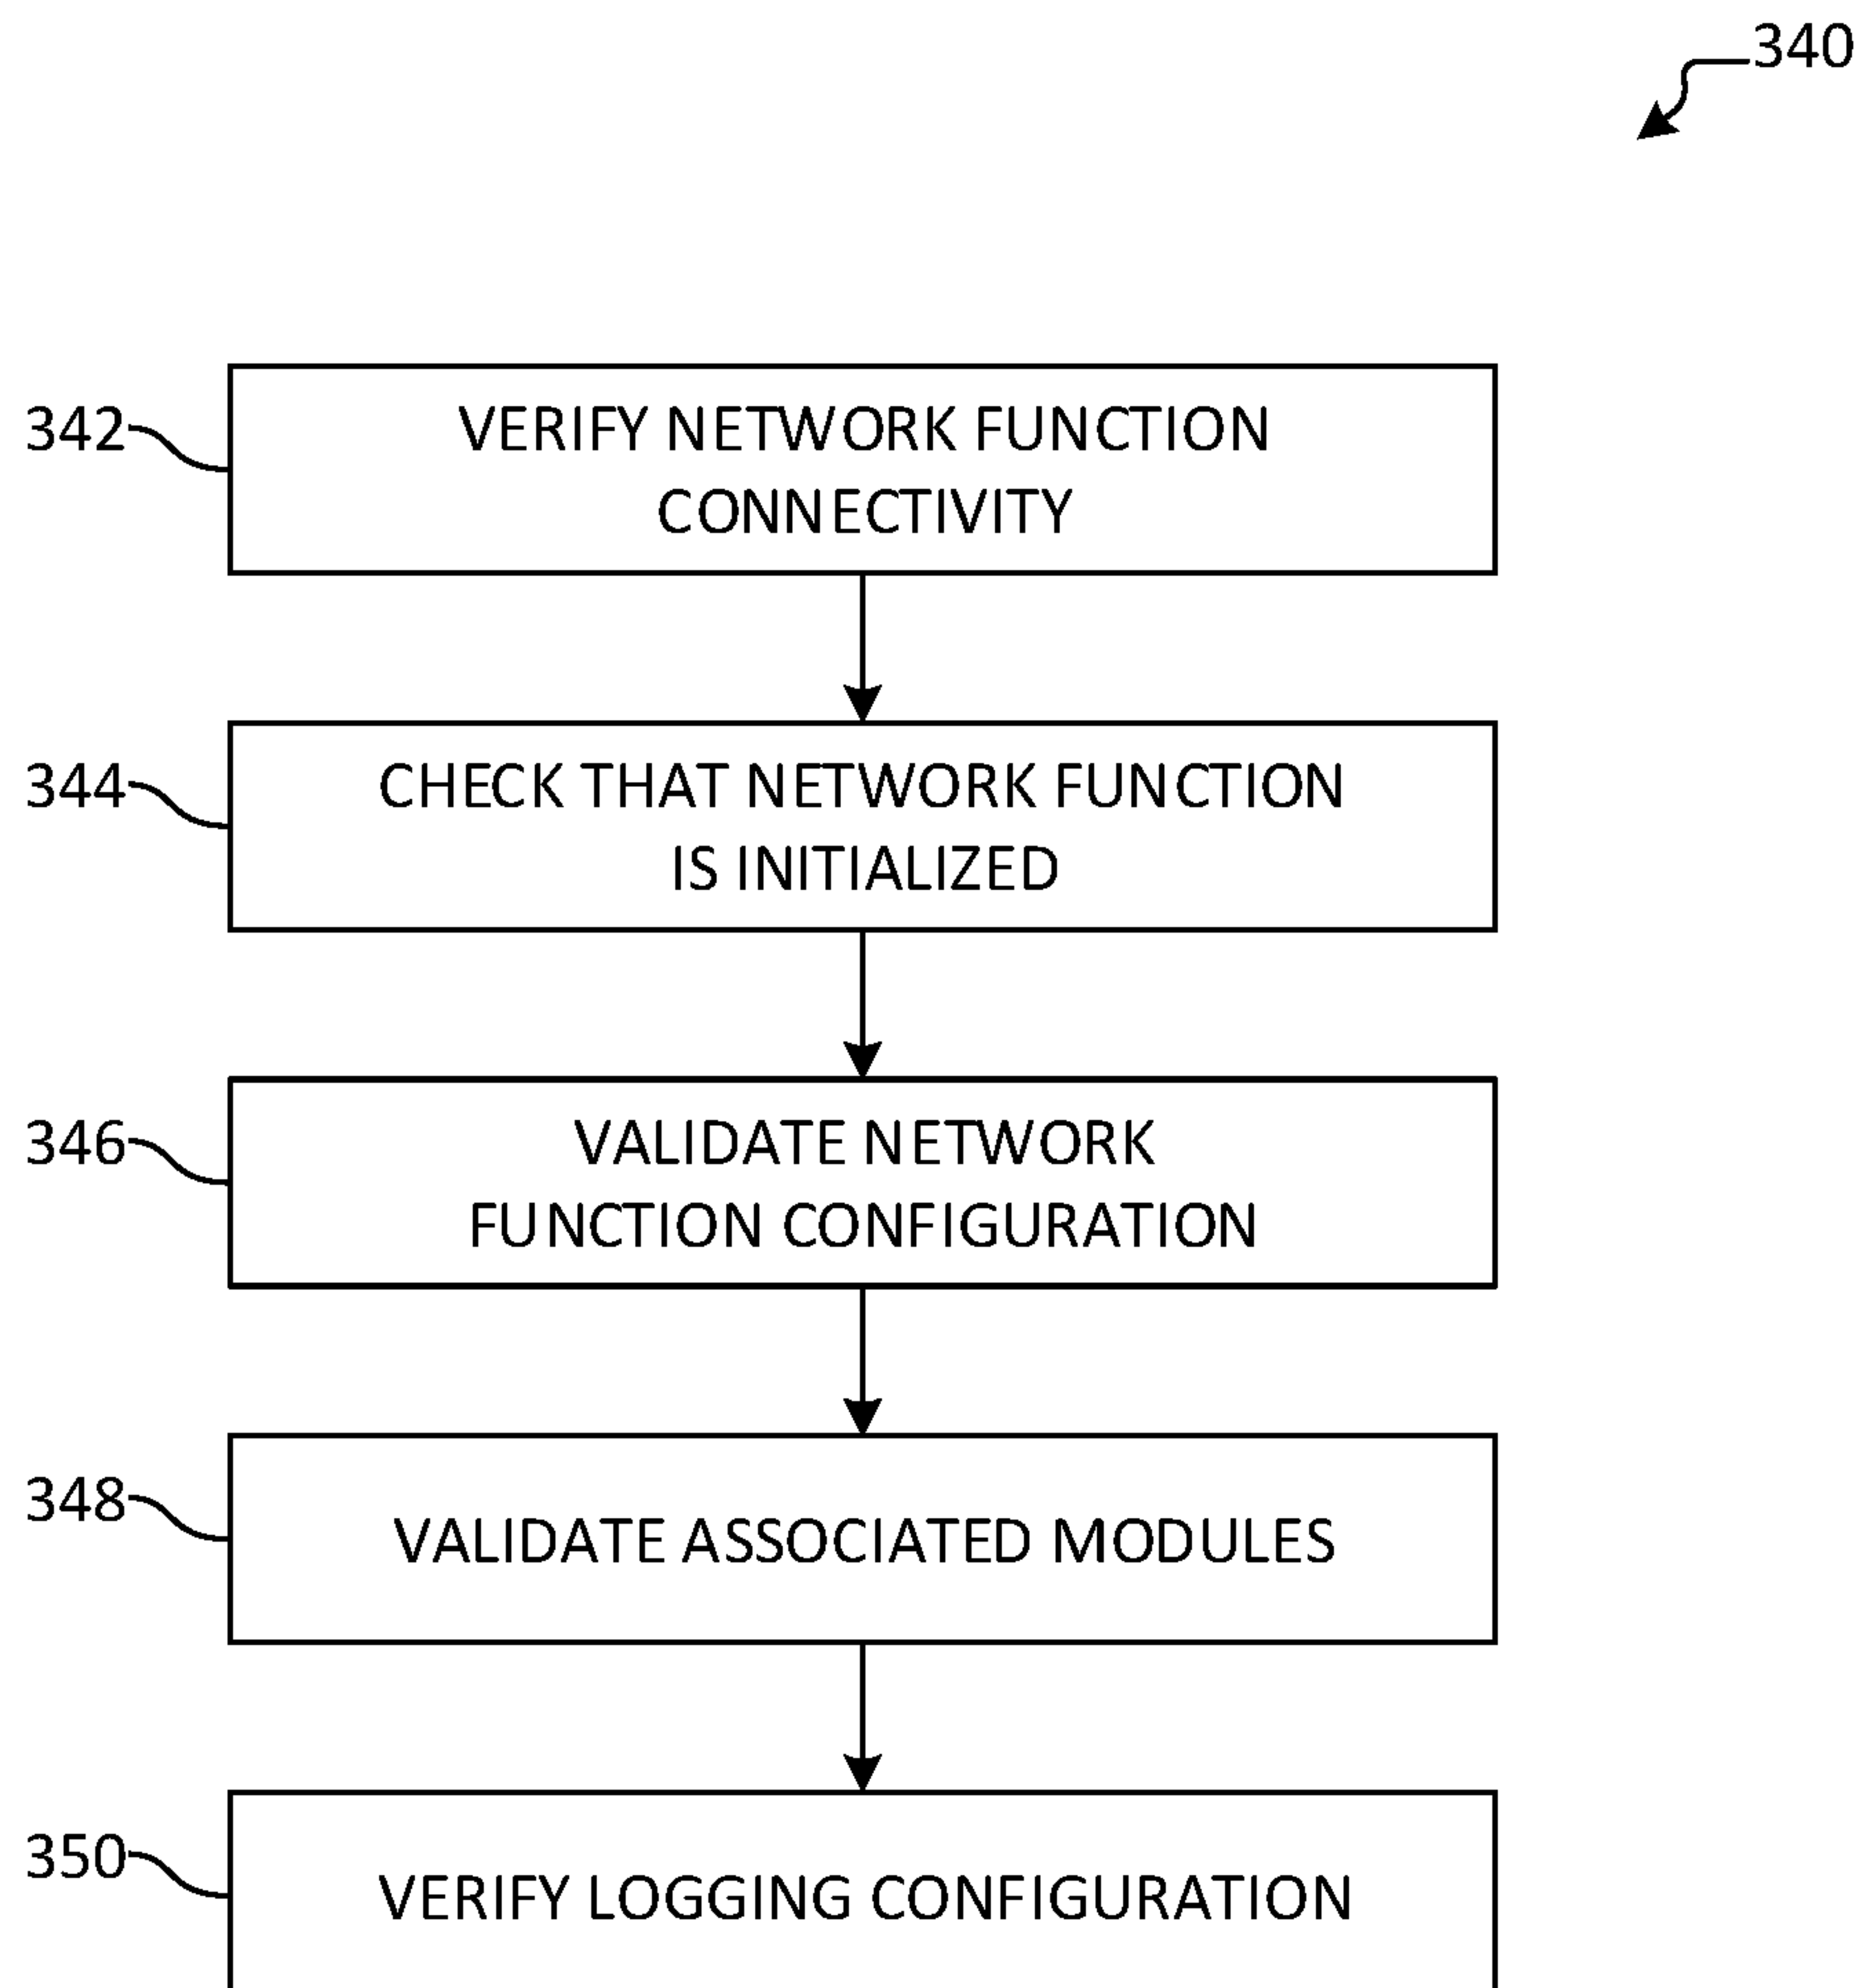 340
342
VERIFY NETWORK FUNCTION
CONNECTIVITY
344
CHECK THAT NETWORK FUNCTION
IS INITIALIZED
346
VALIDATE NETWORK
FUNCTION CONFIGURATION
348
VALIDATE ASSOCIATED MODULES
350
VERIFY LOGGING CONFIGURATION